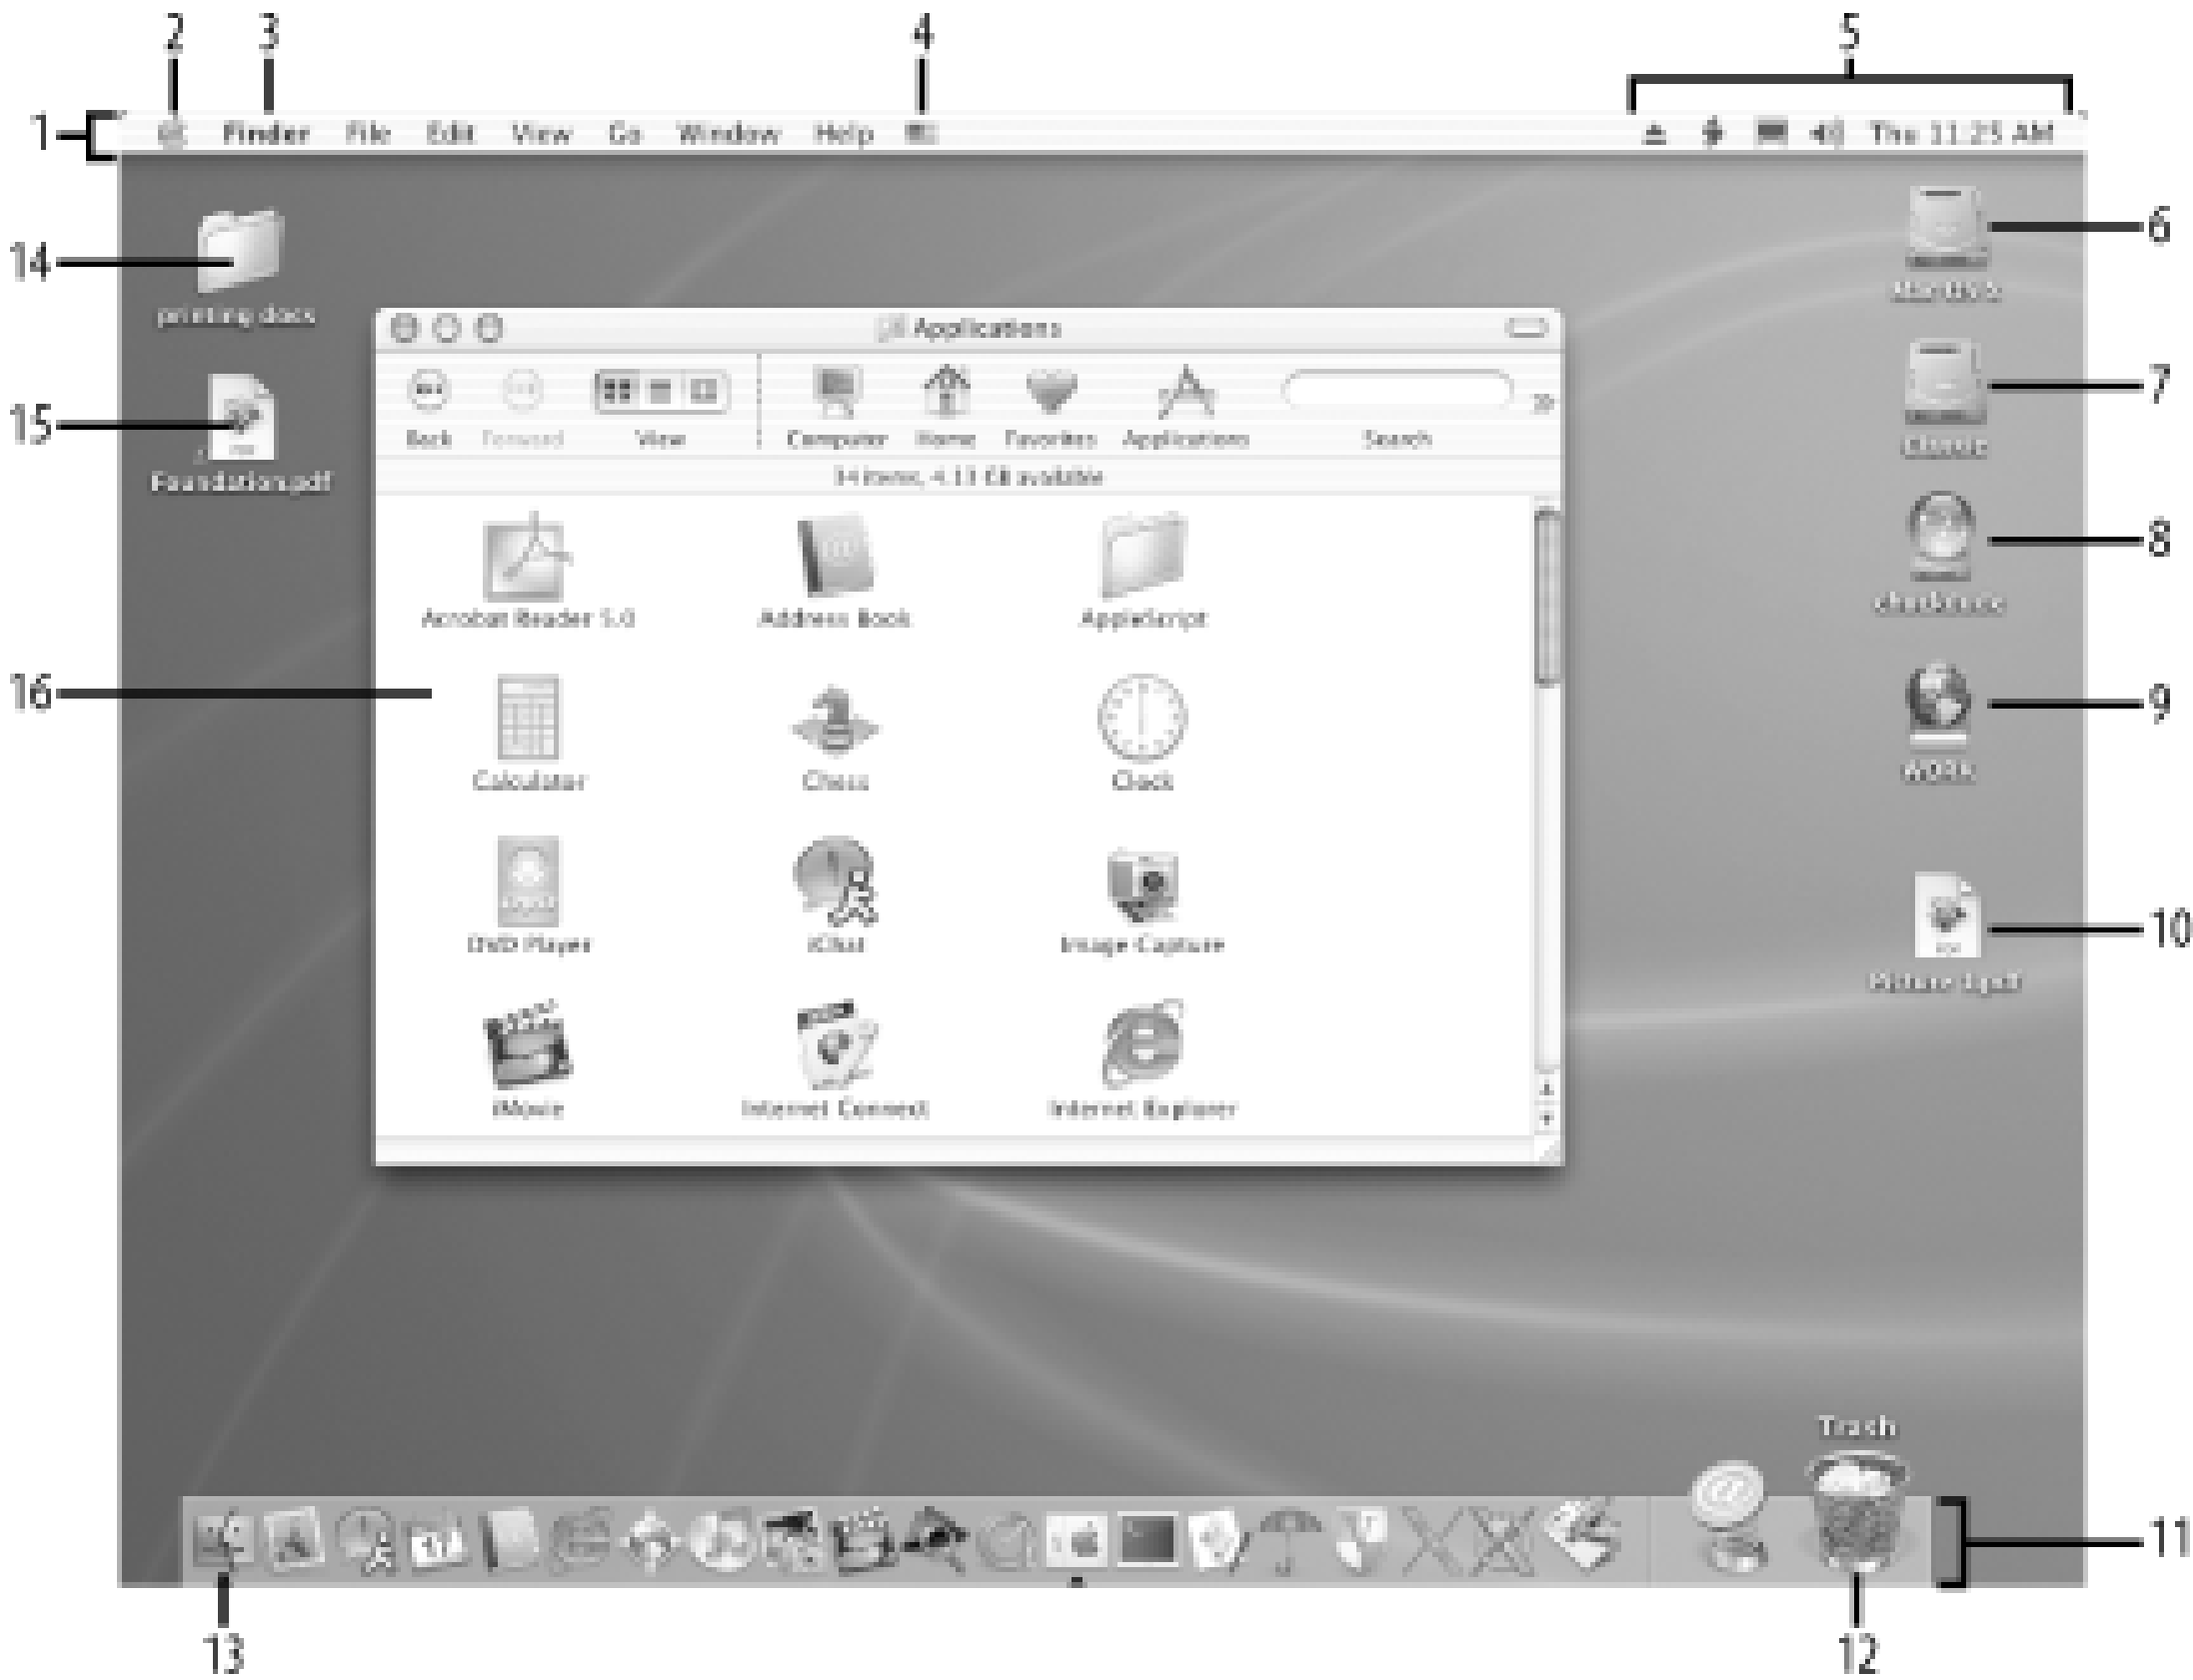 2 3 4 5
1 Finder File Edit View Go Window Help Thu 11:25 AM
6
14
printing docs
Applications
7
15
Back Forward View Computer Home Favorites Applications Search
Foundation.pdf
items, available
8
Acrobat Reader 5.0 Address Book AppleScript
16
9
Calculator Chess Clock
10
DVD Player iChat Image Capture
iMovie Internet Connect Internet Explorer
Trash
11
13 12